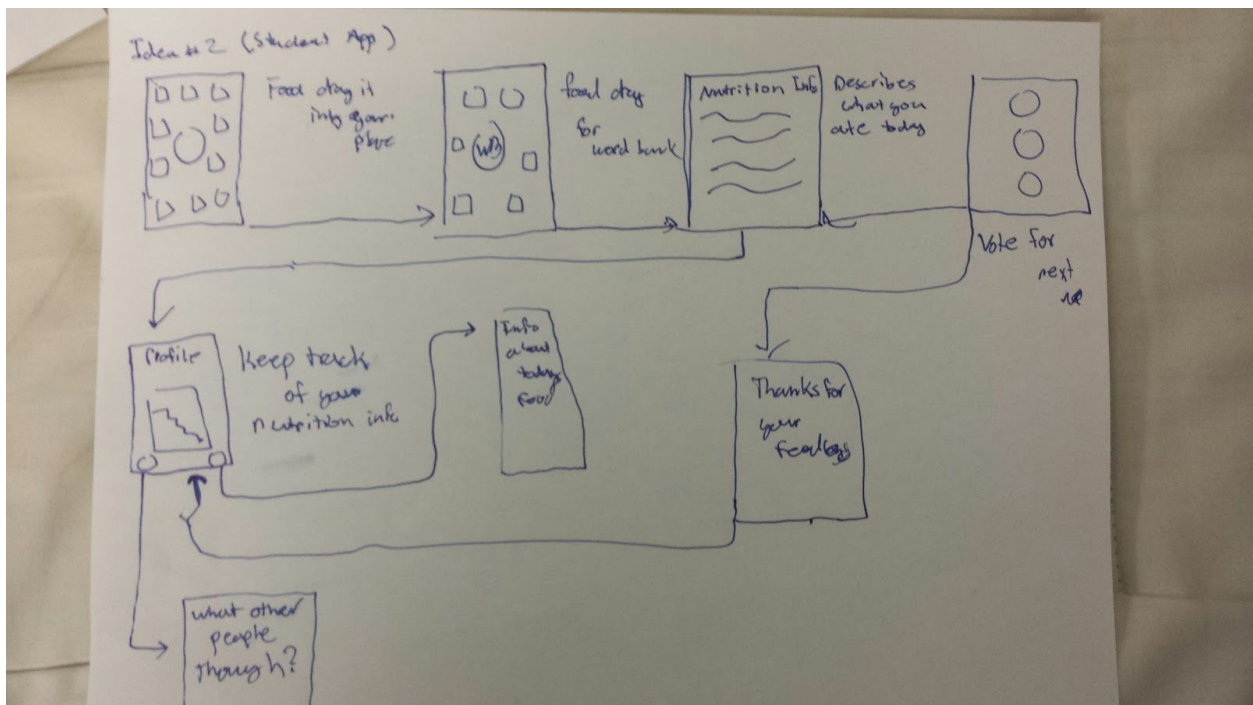 Idea #2 (Student App)
Food drag it
into your
plate
WB
food drag
for
word bank
Nutrition Info
Describes
what you
ate today
Vote for
next
Profile
Keep track
of your
nutrition info
Info
about
todays
food
Thanks for
your
what other
people
though?